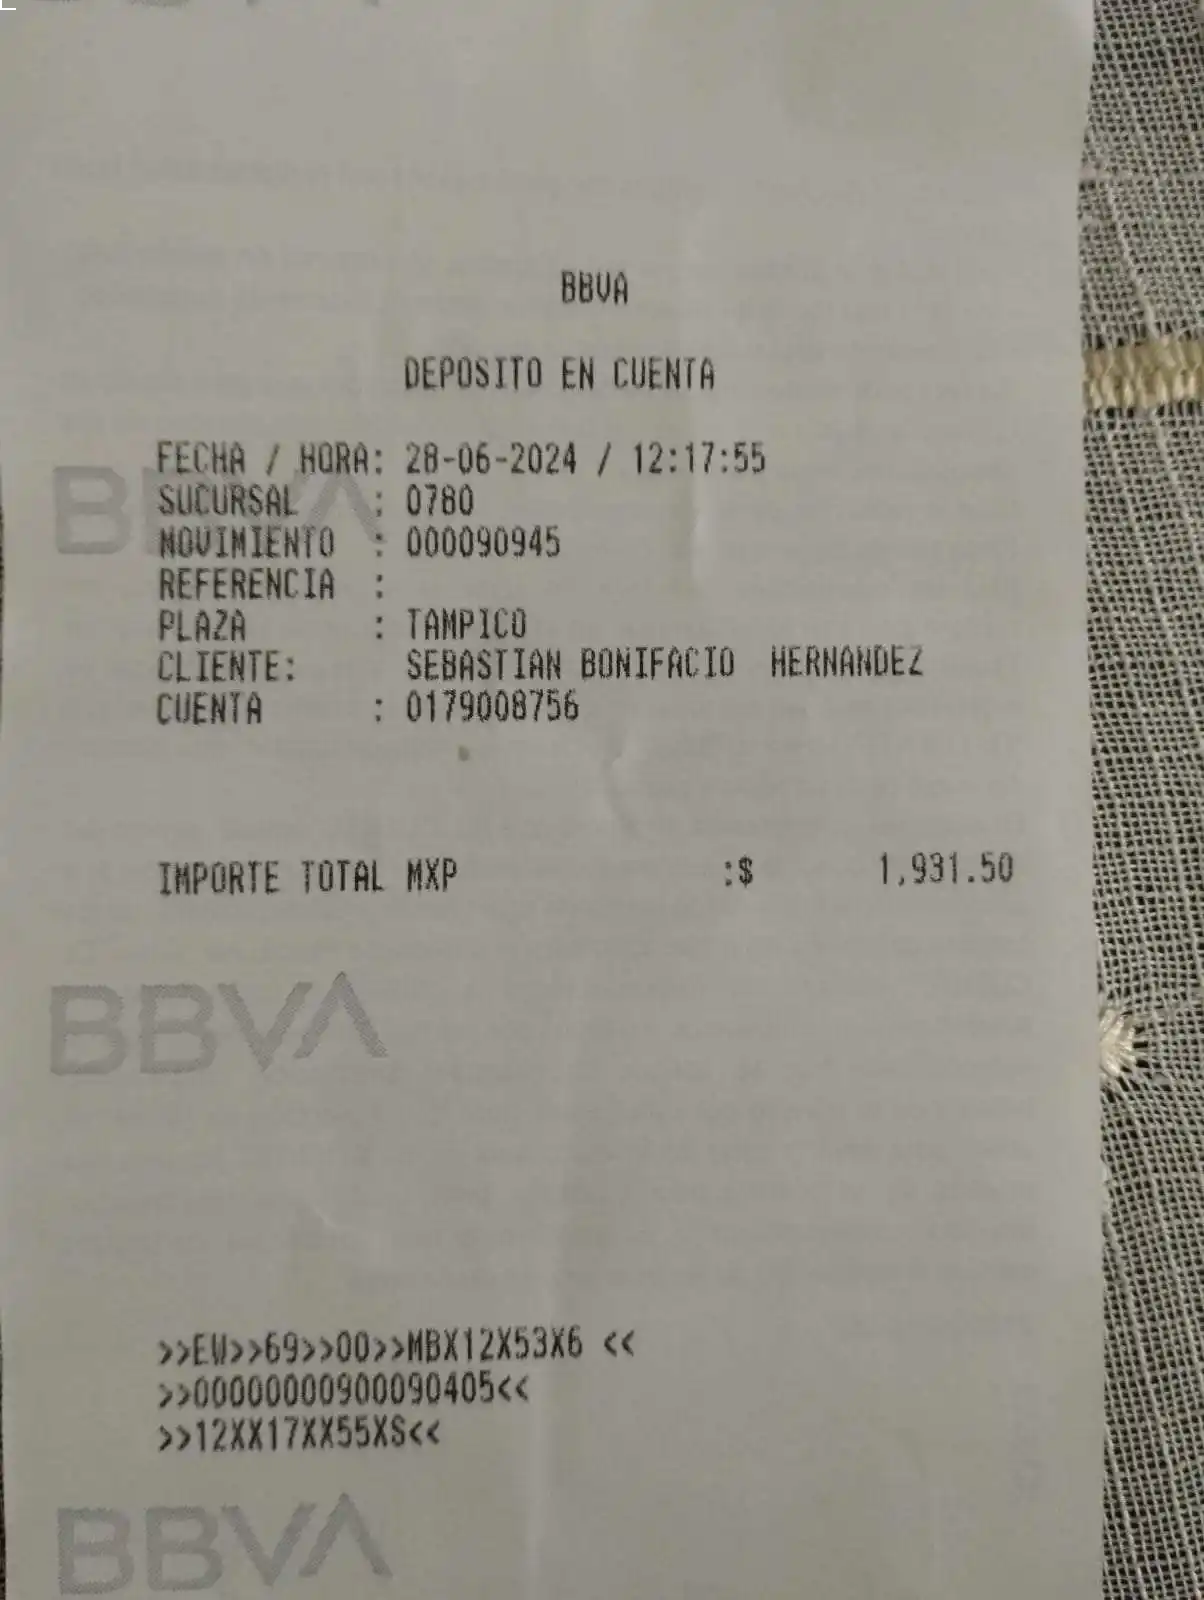 BBVA
DEPOSITO EN CUENTA
FECHA / HORA: 28-06-2024 / 12:17:55
SUCURSAL : 0780
MOVIMIENTO : 000090945
REFERENCIA :
PLAZA : TAMPICO
CLIENTE: SEBASTIAN BONIFACIO HERNANDEZ
CUENTA : 0179008756
IMPORTE TOTAL MXP :$ 1,931.50
BBVA
>>EW>>69>>00>>MBX12X53X6 <<
>>00000000900090405<<
>>12XX17XX55XS<<
BBVA